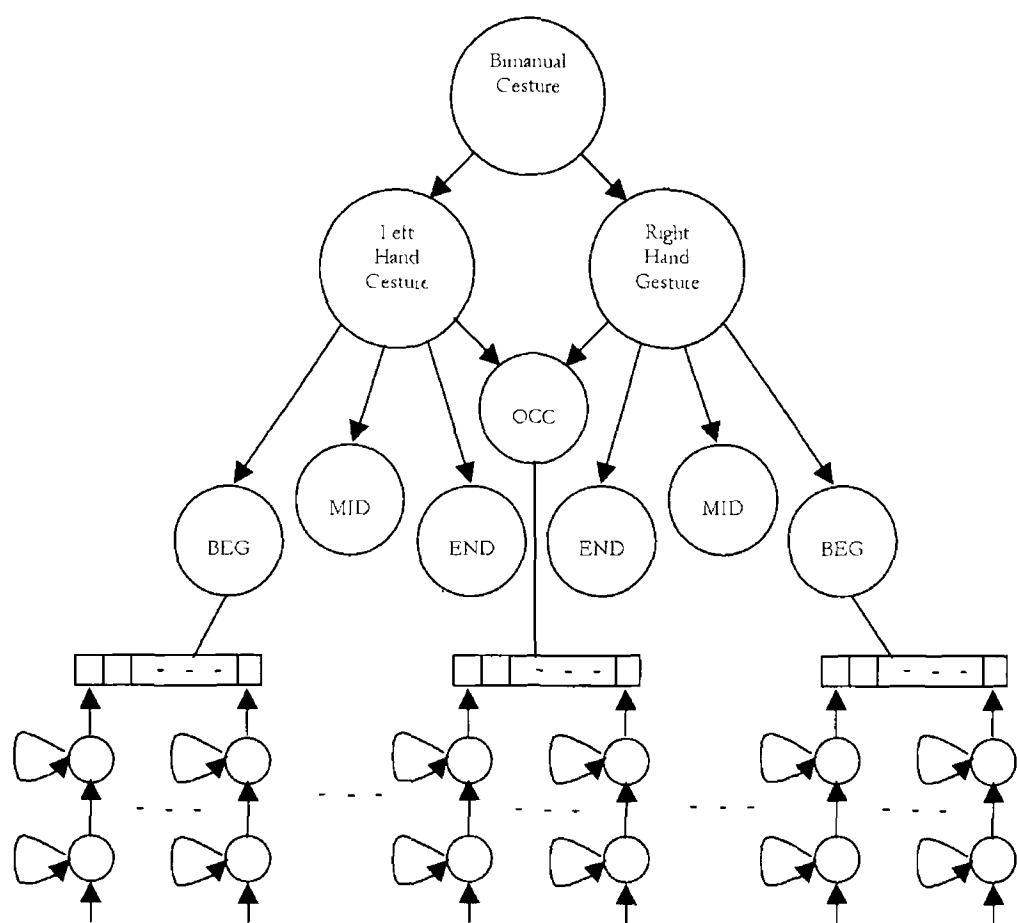 Bimanual
Gesture
Left
Hand
Gesture
Right
Hand
Gesture
OCC
MID
MID
BEG
END
END
BEG